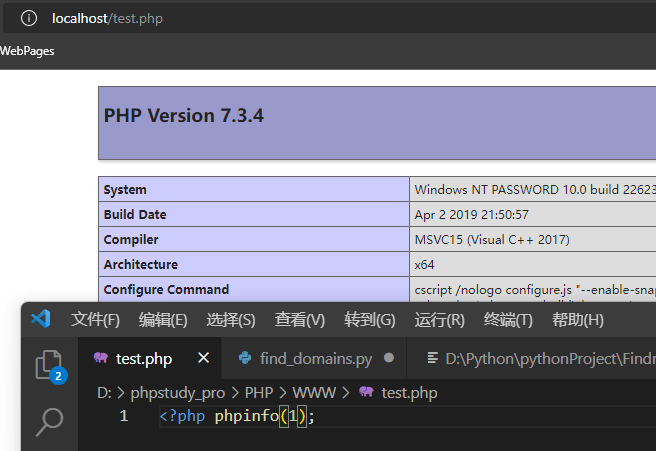 localhost/test.php
WebPages
PHP Version 7.3.4
System Windows NT PASSWORD 10.0 build 22623
Build Date Apr 2 2019 21:50:57
Compiler MSVC15 (Visual C++ 2017)
Architecture x64
Configure Command cscript /nologo configure.js "--enable-snap
文件(F) 编辑(E) 选择(S) 查看(V) 转到(G) 运行(R) 终端(T) 帮助(H)
test.php find_domains.py D:\Python\pythonProject\Findr
2
D: > phpstudy_pro > PHP > WWW > test.php
1 <?php phpinfo(1);